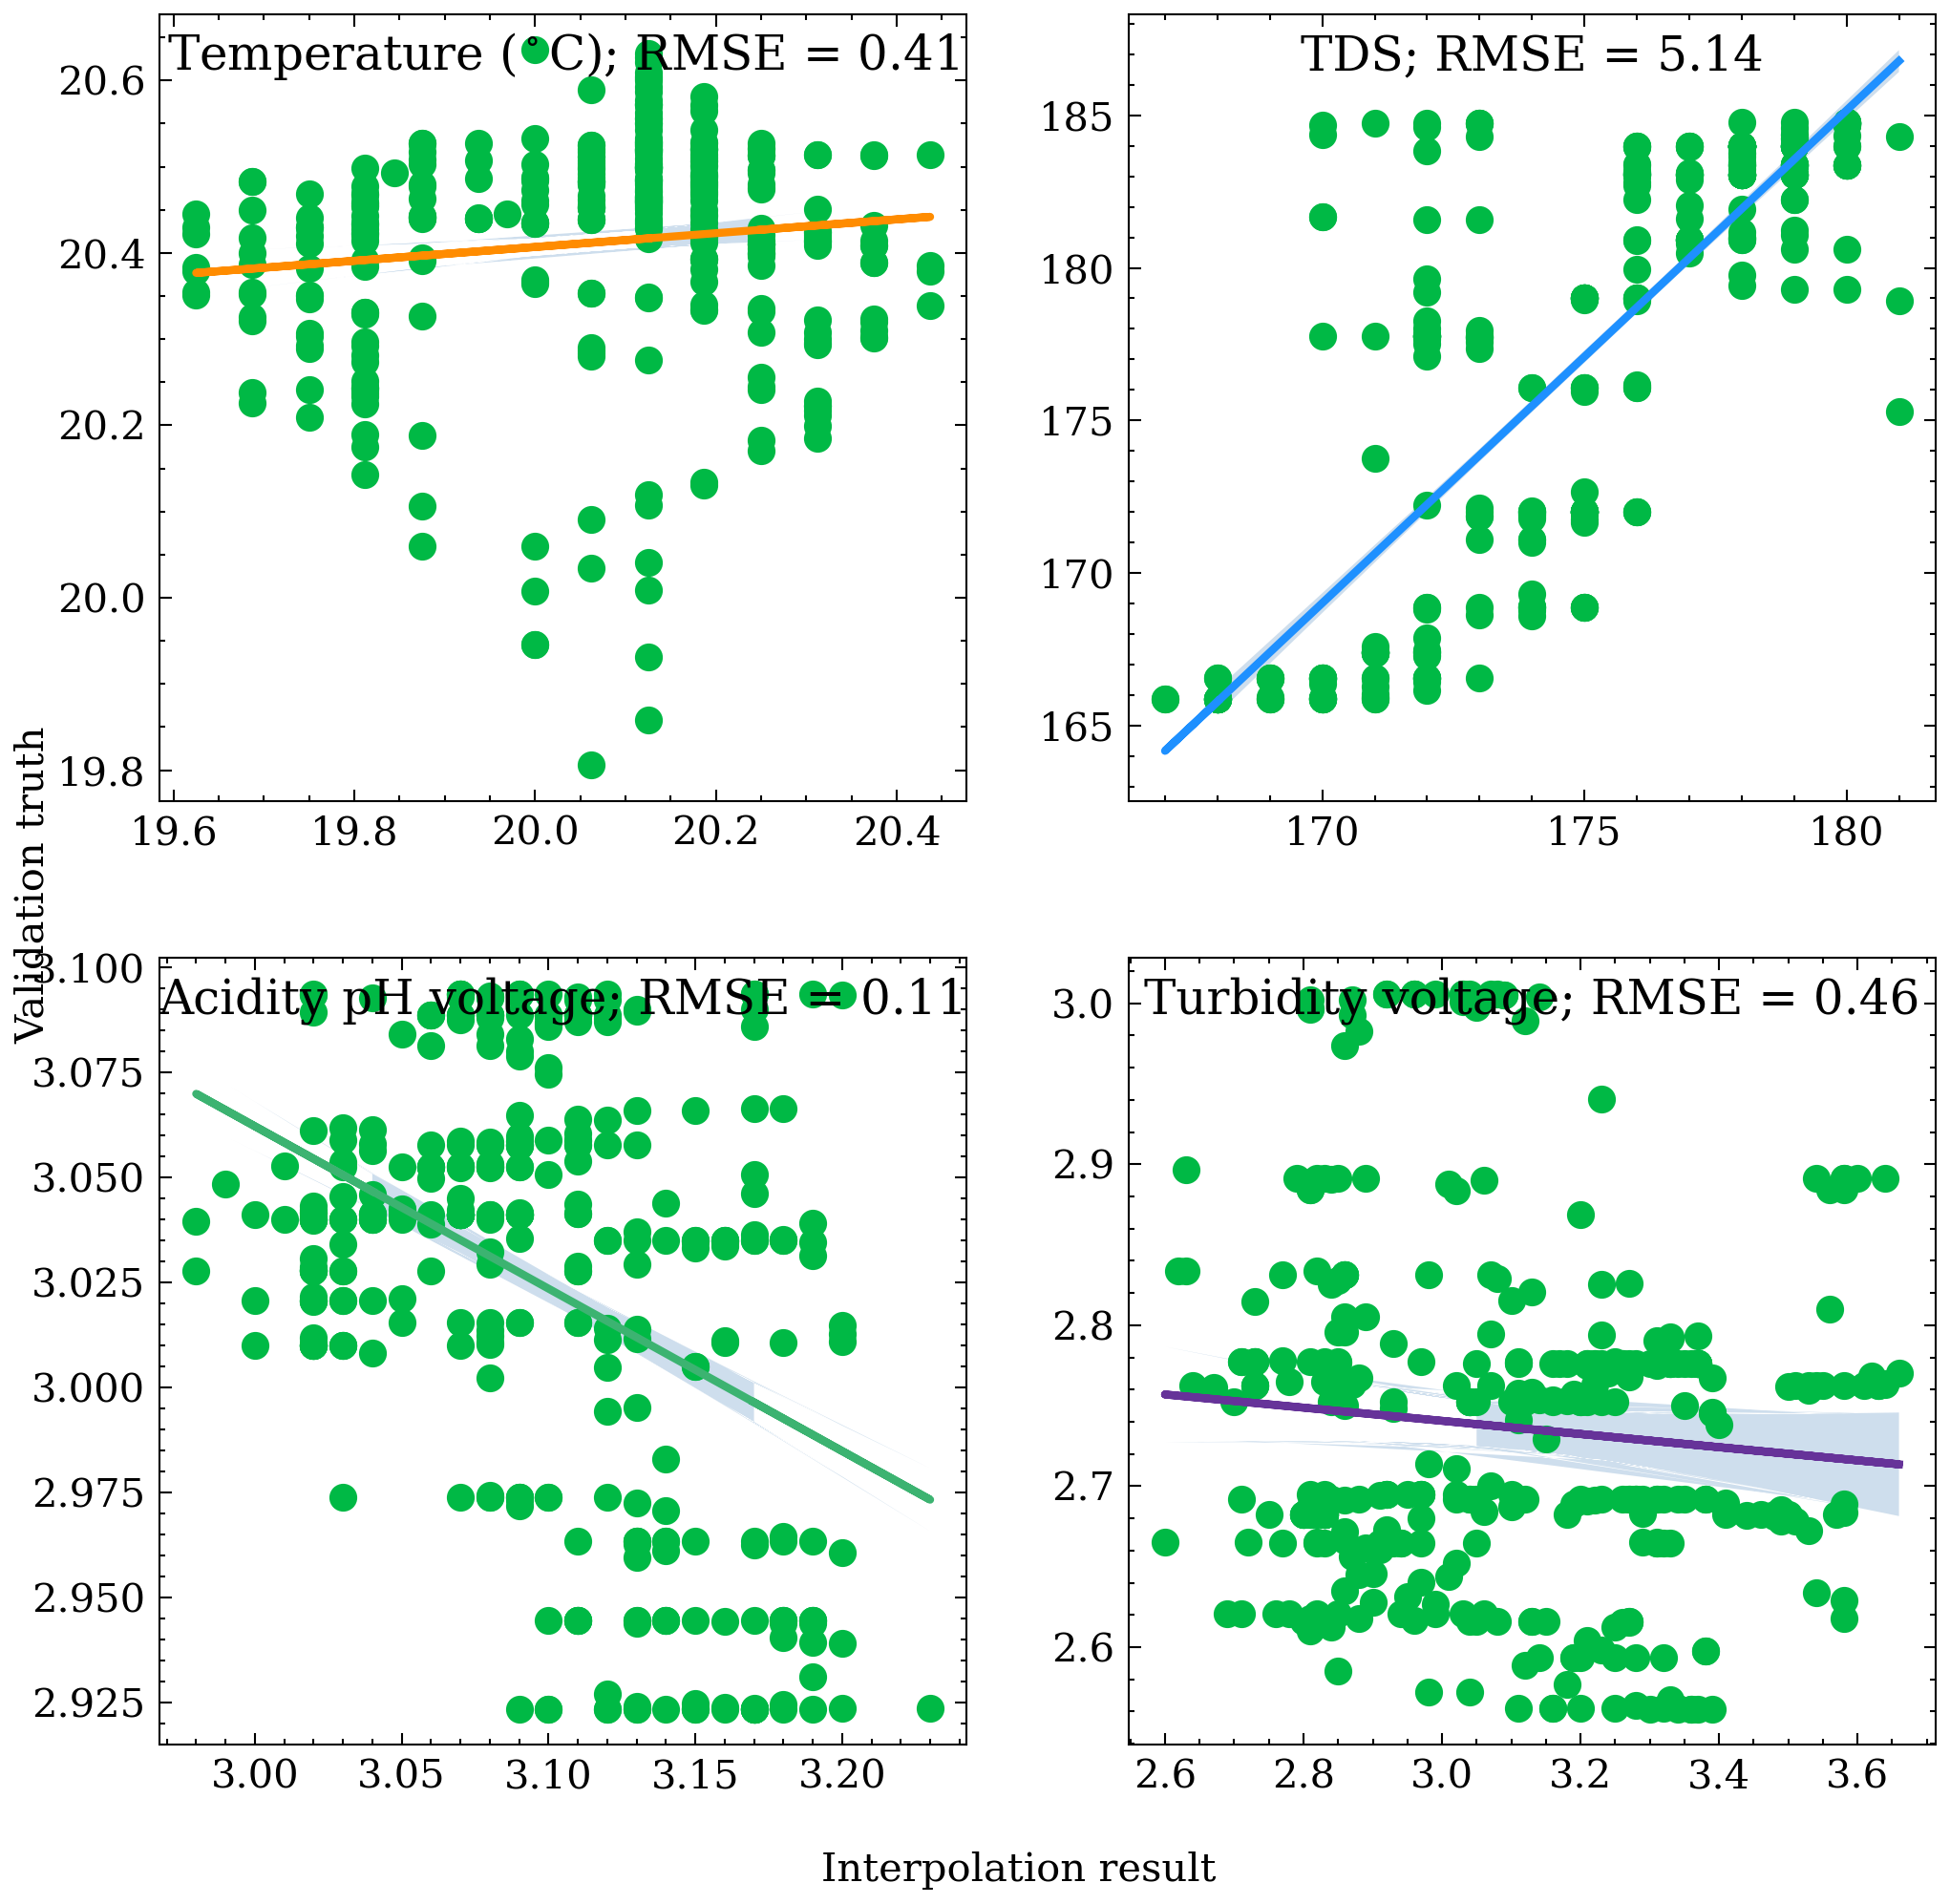 Temperature (°C); RMSE = 0.41
20.6
20.4
20.2
20.0
19.8
19.6 19.8 20.0 20.2 20.4
TDS; RMSE = 5.14
185
180
175
170
165
170 175 180
Validation truth
Acidity pH voltage; RMSE = 0.11
3.100
3.075
3.050
3.025
3.000
2.975
2.950
2.925
3.00 3.05 3.10 3.15 3.20
Turbidity voltage; RMSE = 0.46
3.0
2.9
2.8
2.7
2.6
2.6 2.8 3.0 3.2 3.4 3.6
Interpolation result